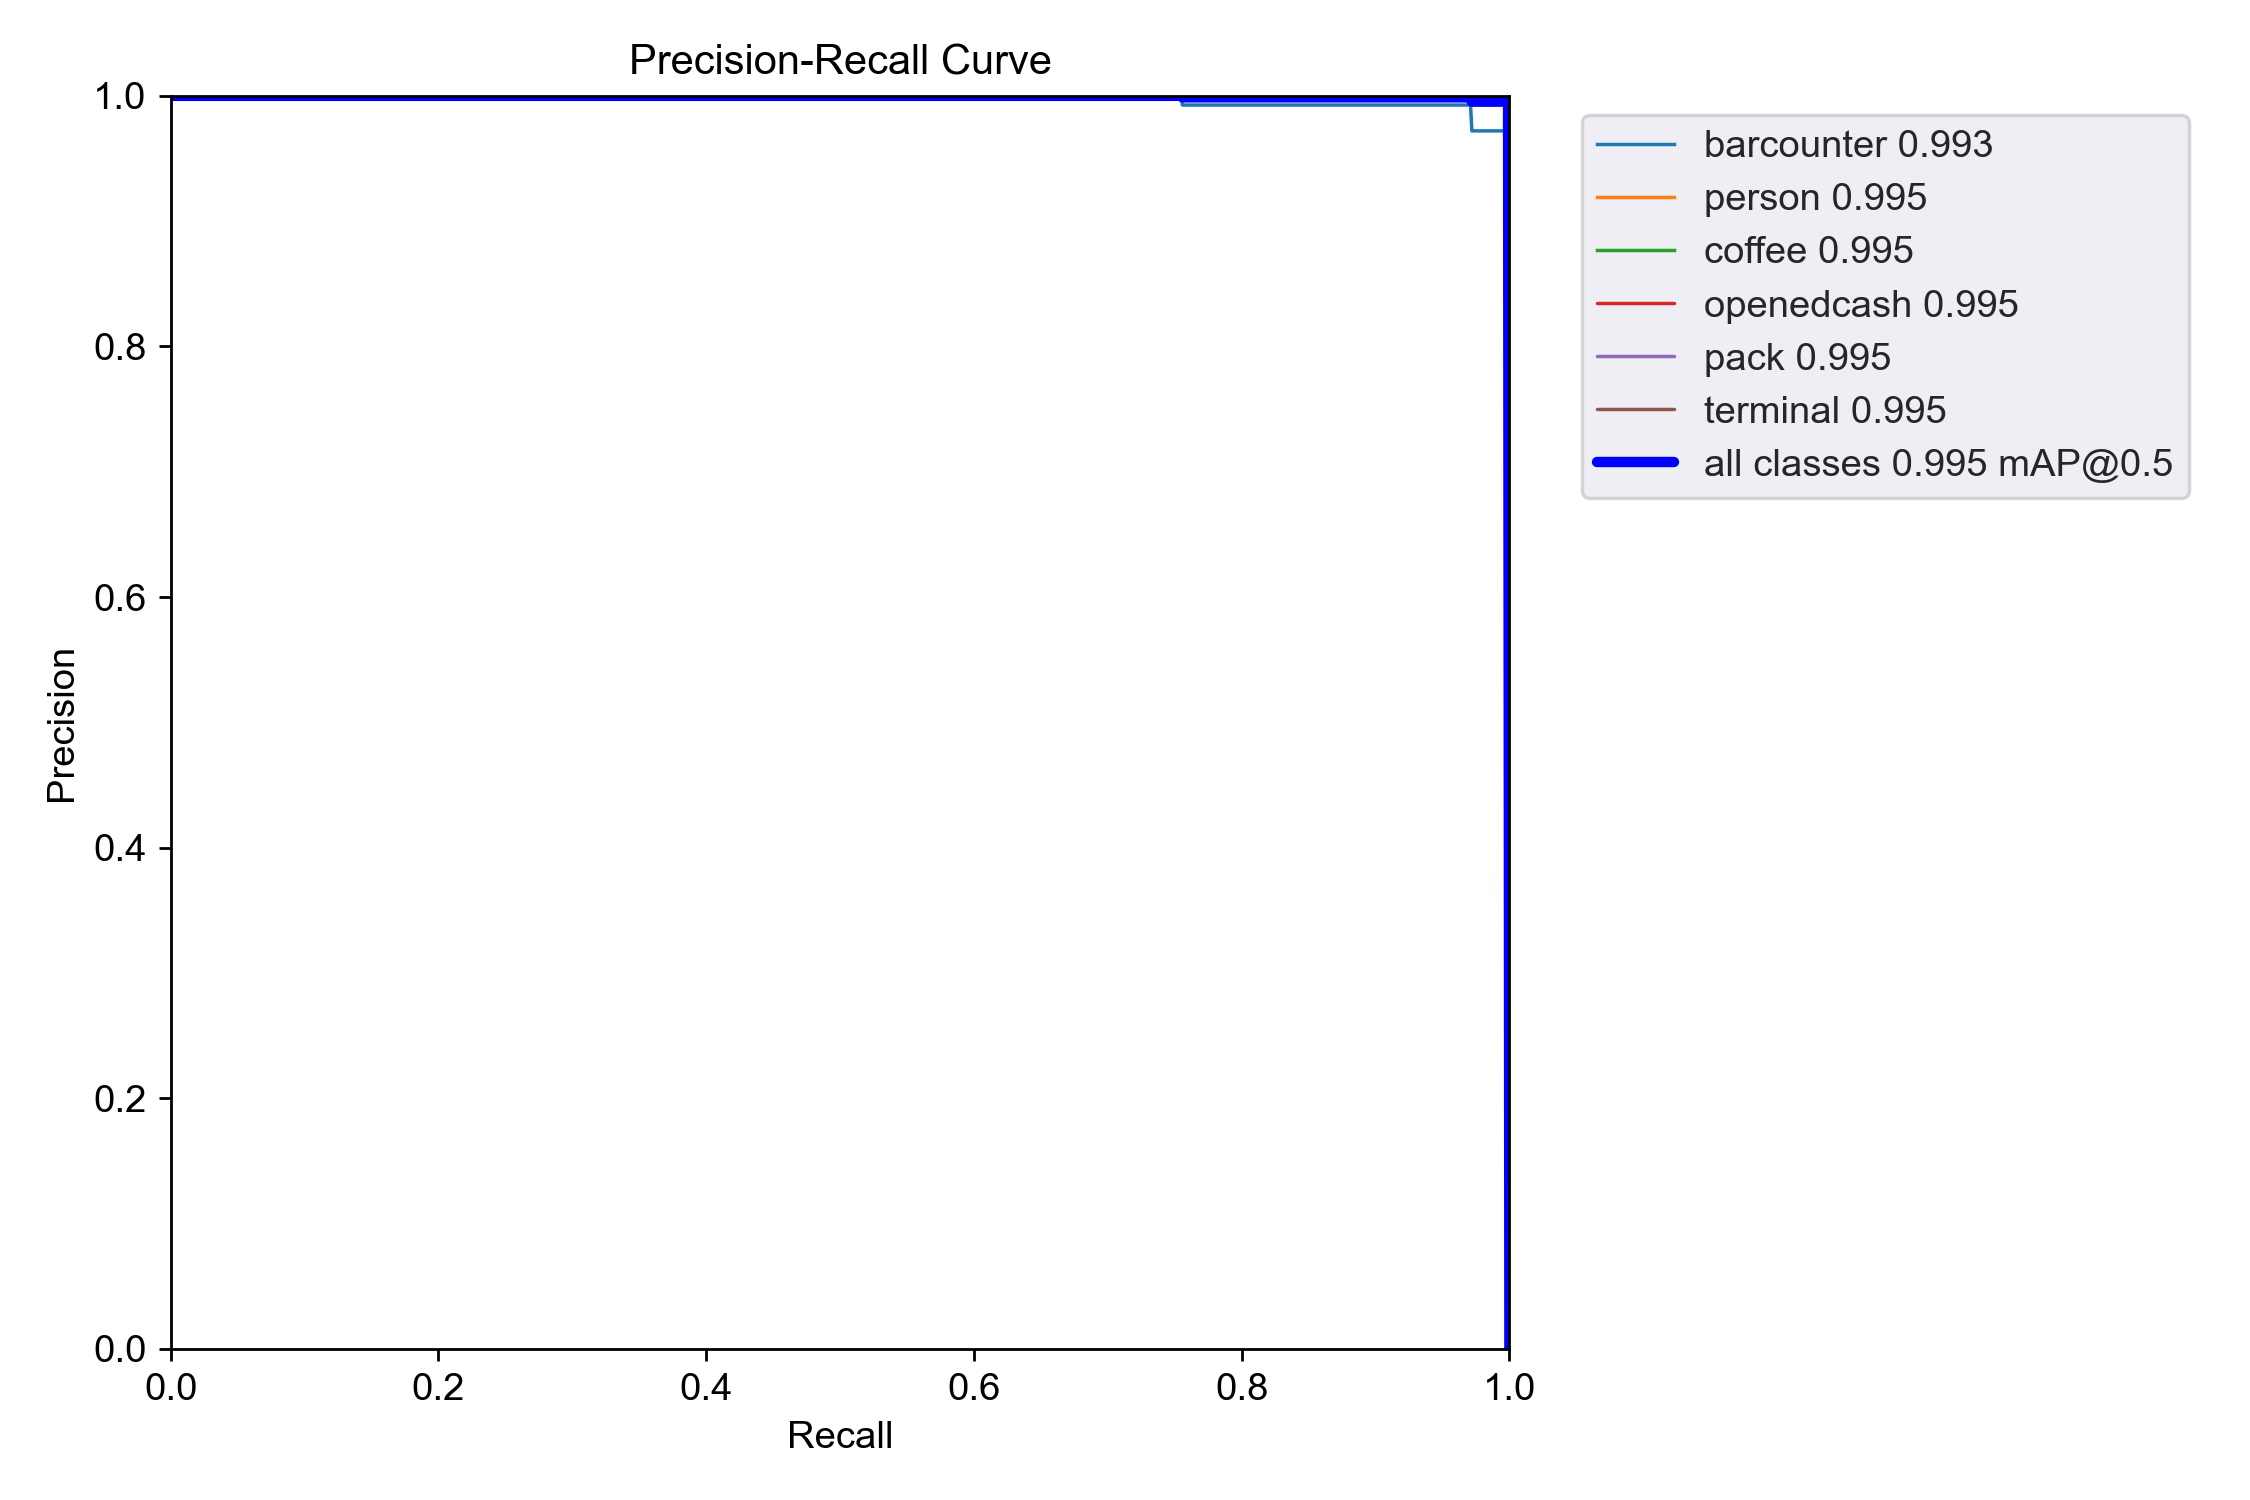 Precision-Recall Curve
1.0
0.8
0.6
0.4
0.2
0.0
Precision
0.0 0.2 0.4 0.6 0.8 1.0
Recall
barcounter 0.993
person 0.995
coffee 0.995
openedcash 0.995
pack 0.995
terminal 0.995
all classes 0.995 mAP@0.5